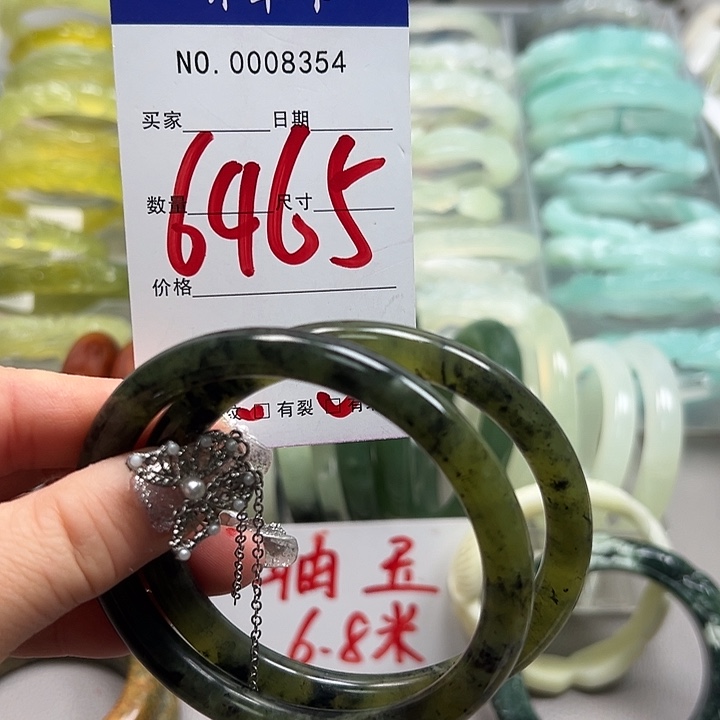 NO. 0008354
买家 日期
6465
数量 尺寸
价格
有裂
岫玉
6-8米